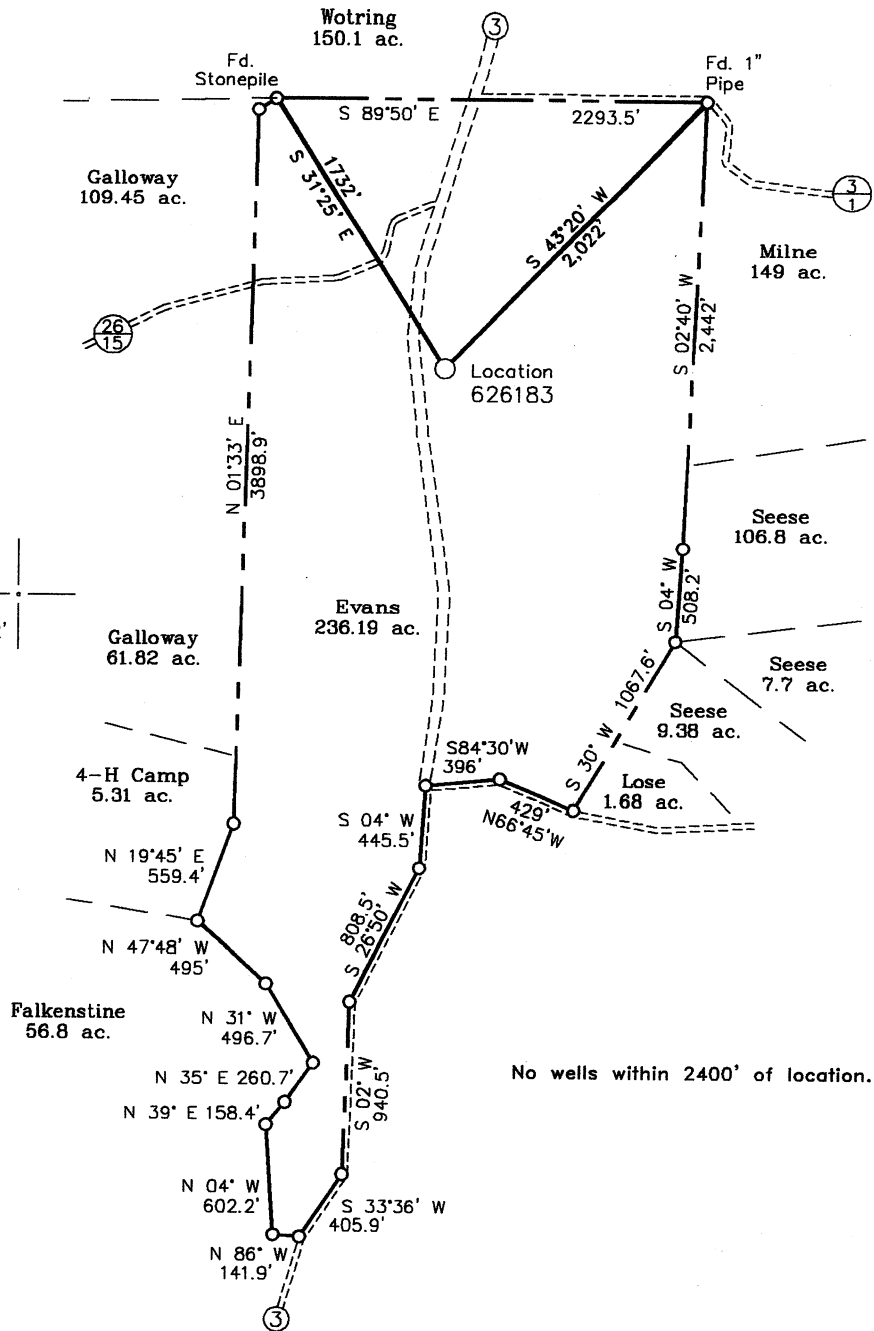 Wotring
150.1 ac.
3
Fd.
Stonepile
Fd. 1"
Pipe
S 89°50' E
2293.5'
Galloway
109.45 ac.
1732'
S 31°25' E
S 43°20' W
2,022'
3
1
Milne
149 ac.
26
15
Location
626183
S 02°40' W
2,442'
N 01°33' E
3898.9'
Seese
106.8 ac.
S 04° W
508.2'
Evans
236.19 ac.
Galloway
61.82 ac.
Seese
7.7 ac.
Seese
9.38 ac.
S 30° W 1067.6'
4-H Camp
5.31 ac.
S84°30'W
396'
Lose
1.68 ac.
429'
N66°45'W
S 04° W
445.5'
N 19°45' E
559.4'
808.5'
S 26°50' W
N 47°48' W
495'
Falkenstine
56.8 ac.
N 31° W
496.7'
N 35° E 260.7'
No wells within 2400' of location.
N 39° E 158.4'
S 02° W
940.5'
N 04° W
602.2'
S 33°36' W
405.9'
N 86° W
141.9'
3